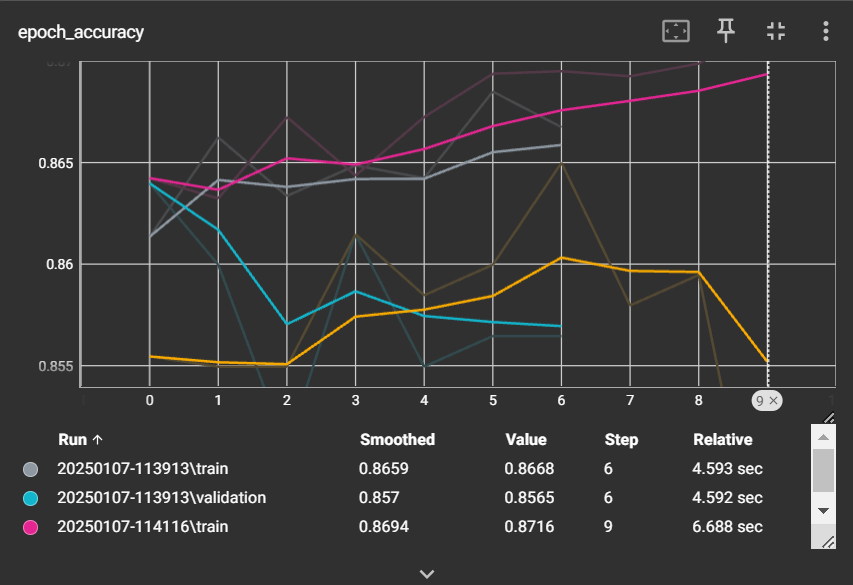 epoch_accuracy
0.87
0.865
0.86
0.855
0 1 2 3 4 5 6 7 8 9 ×
Run ↑ Smoothed Value Step Relative
20250107-113913\train 0.8659 0.8668 6 4.593 sec
20250107-113913\validation 0.857 0.8565 6 4.592 sec
20250107-114116\train 0.8694 0.8716 9 6.688 sec